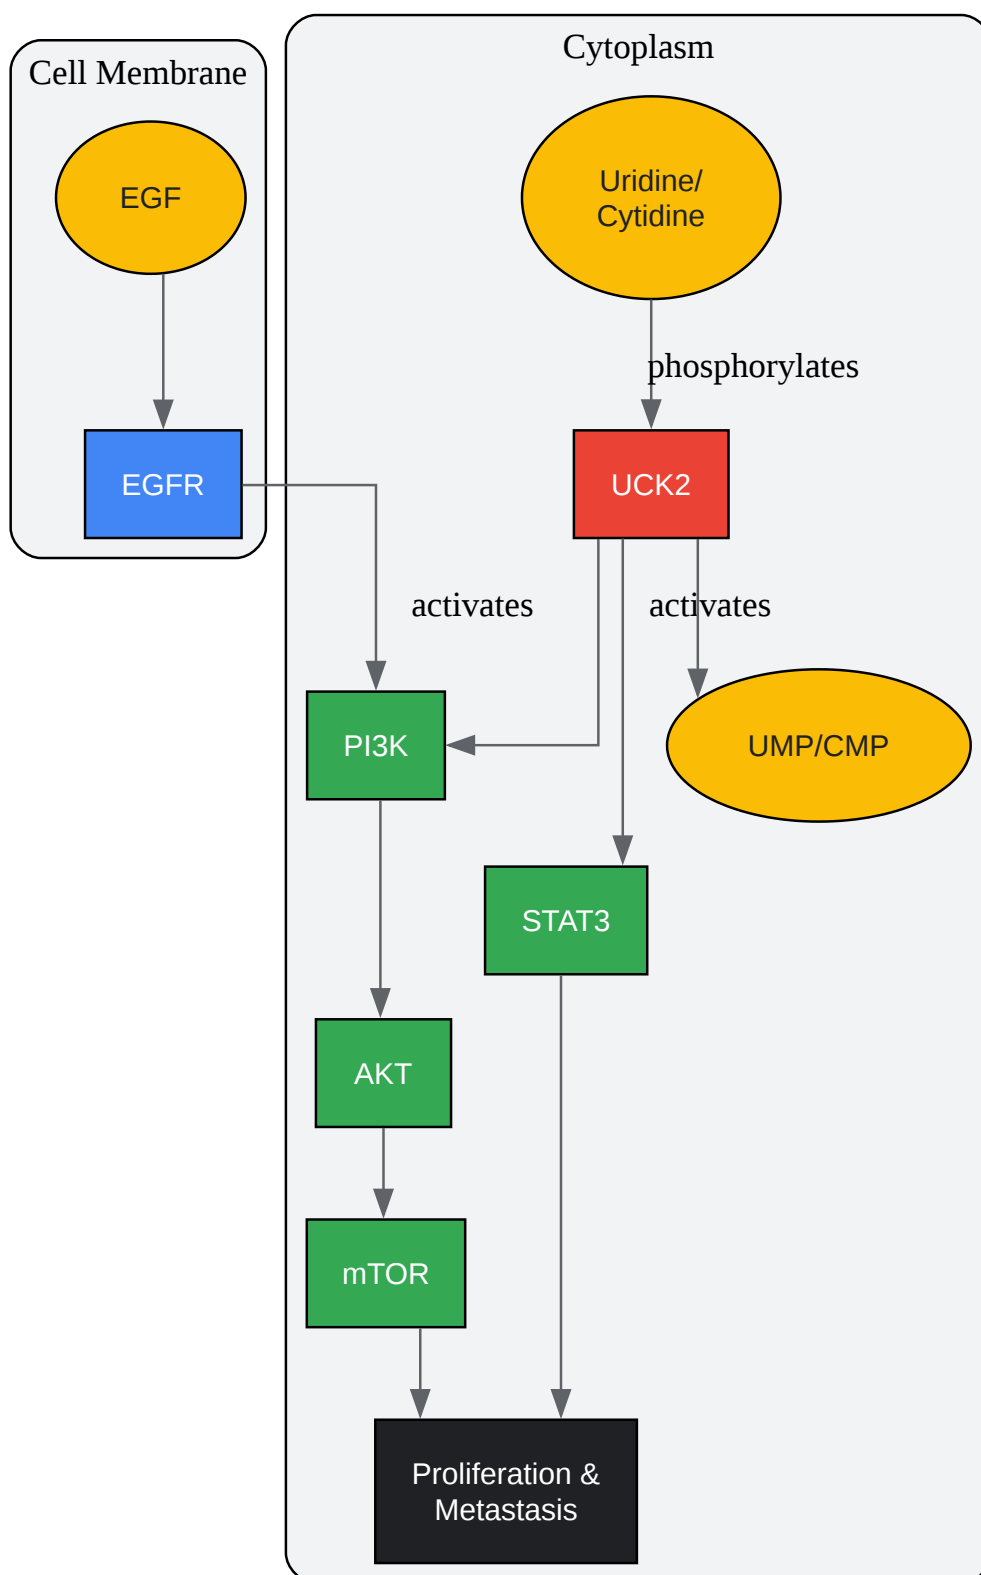 Cytoplasm
Cell Membrane
EGF
Uridine/
Cytidine
phosphorylates
EGFR
UCK2
activates
activates
PI3K
UMP/CMP
STAT3
AKT
mTOR
Proliferation &
Metastasis